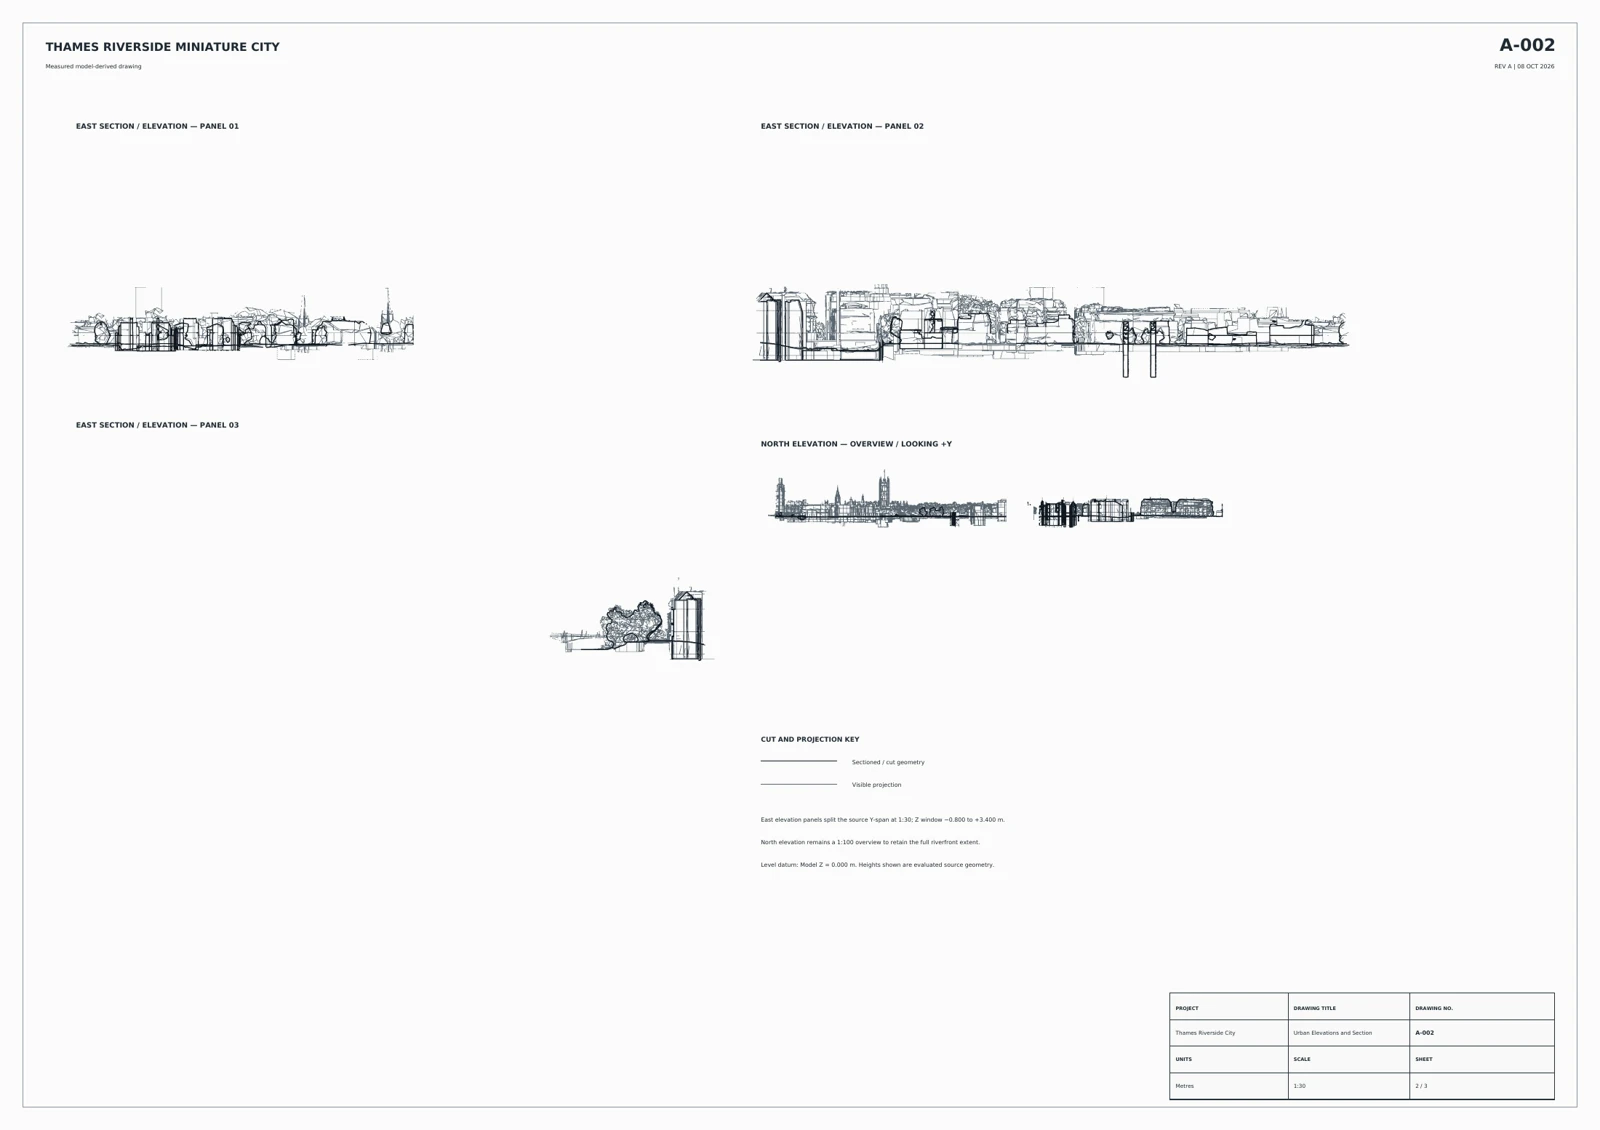 THAMES RIVERSIDE MINIATURE CITY
Measured model-derived drawing
A-002
REV A | 08 OCT 2026
EAST SECTION / ELEVATION — PANEL 01
EAST SECTION / ELEVATION — PANEL 02
EAST SECTION / ELEVATION — PANEL 03
NORTH ELEVATION — OVERVIEW / LOOKING +Y
CUT AND PROJECTION KEY
Sectioned / cut geometry
Visible projection
East elevation panels split the source Y-span at 1:30; Z window −0.800 to +3.400 m.
North elevation remains a 1:100 overview to retain the full riverfront extent.
Level datum: Model Z = 0.000 m. Heights shown are evaluated source geometry.
PROJECT DRAWING TITLE DRAWING NO.
Thames Riverside City Urban Elevations and Section A-002
UNITS SCALE SHEET
Metres 1:30 2 / 3